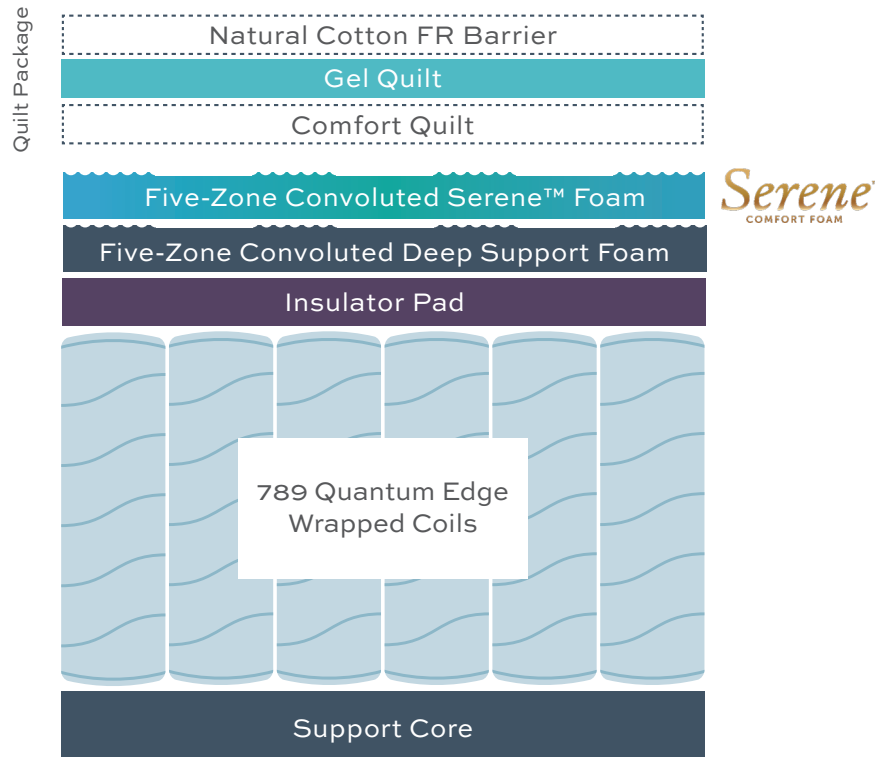 Quilt Package
Natural Cotton FR Barrier
Gel Quilt
Comfort Quilt
Five-Zone Convoluted Serene™ Foam
Serene
COMFORT FOAM
Five-Zone Convoluted Deep Support Foam
Insulator Pad
789 Quantum Edge
Wrapped Coils
Support Core